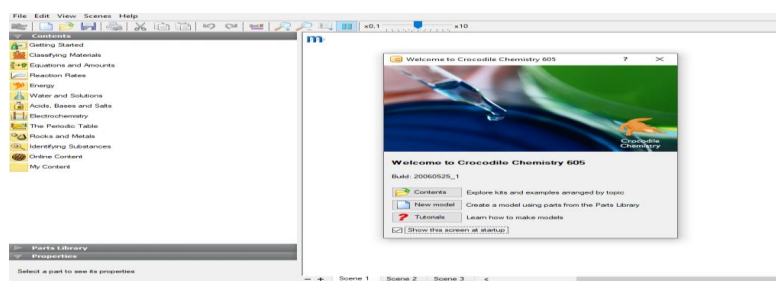 File Edit View Scenes Help
x0.1 x10
Contents
Getting Started
Classifying Materials
Equations and Amounts
Reaction Rates
Energy
Water and Solutions
Acids, Bases and Salts
Electrochemistry
The Periodic Table
Rocks and Metals
Identifying Substances
Online Content
My Content
Parts Library
Properties
Select a part to see its properties
m
Welcome to Crocodile Chemistry 605 ? ×
Crocodile
Chemistry
Welcome to Crocodile Chemistry 605
Build: 20060525_1
Contents Explore kits and examples arranged by topic
New model Create a model using parts from the Parts Library
? Tutorials Learn how to make models
Show this screen at startup
− + Scene 1 Scene 2 Scene 3 <